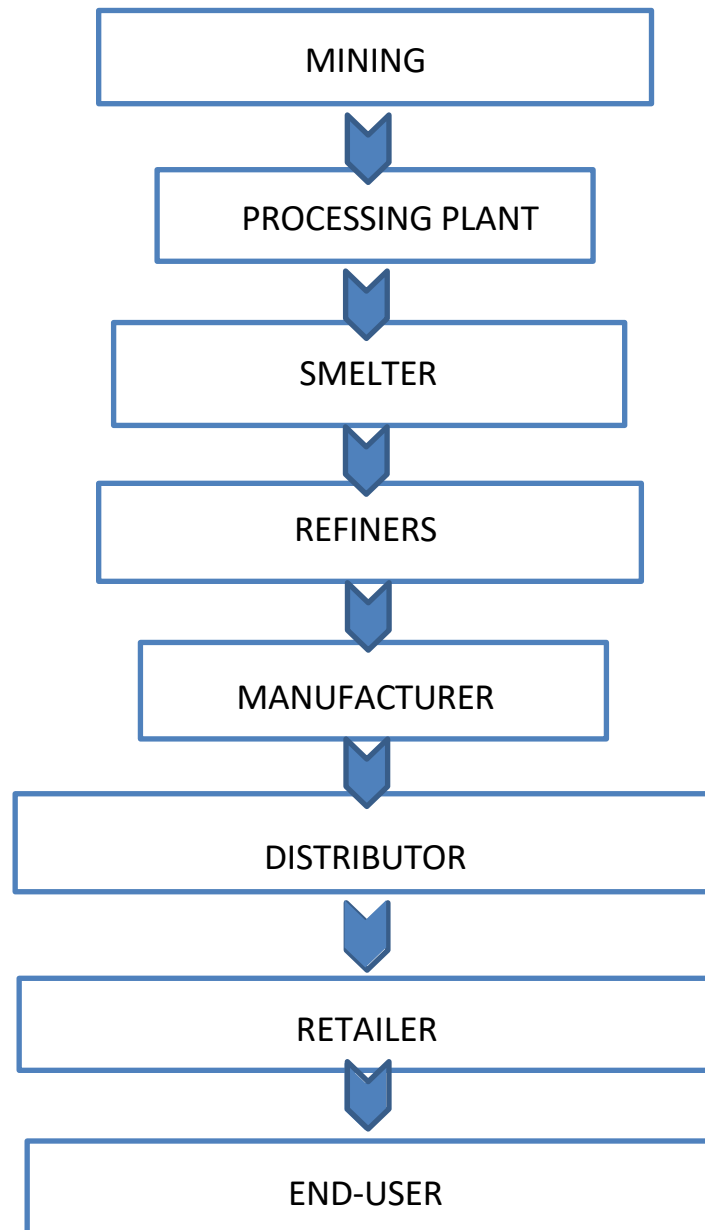 MINING
PROCESSING PLANT
SMELTER
REFINERS
MANUFACTURER
DISTRIBUTOR
RETAILER
END-USER